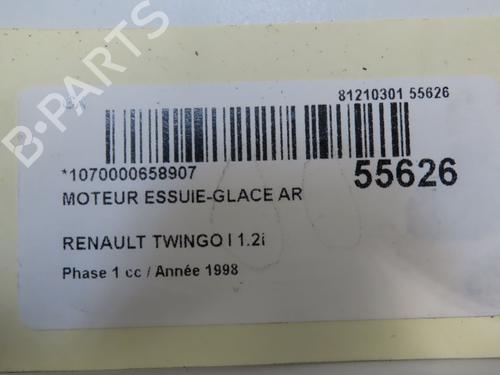 81210301 55626
*1070000658907
55626
MOTEUR ESSUIE-GLACE AR
RENAULT TWINGO I 1.2i
Phase 1 cc / Année 1998
B-PARTS